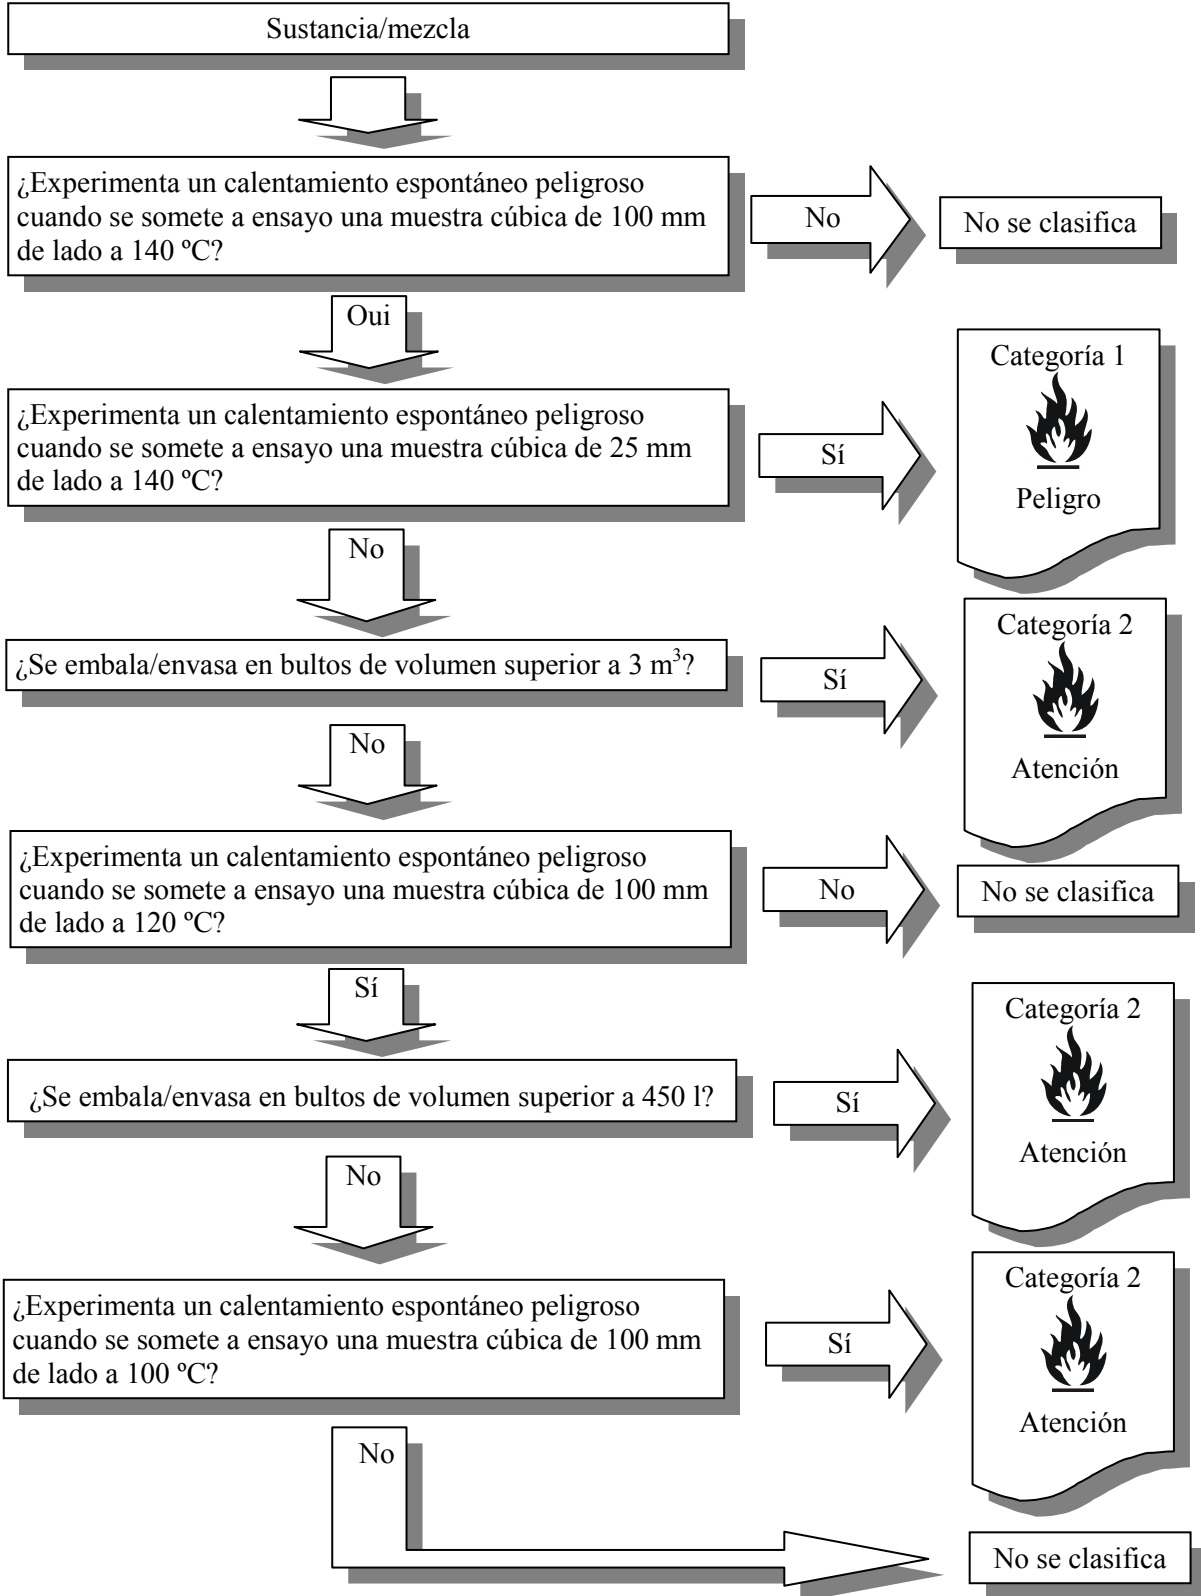 Sustancia/mezcla
¿Experimenta un calentamiento espontáneo peligroso
cuando se somete a ensayo una muestra cúbica de 100 mm
de lado a 140 ºC?
No
No se clasifica
Oui
¿Experimenta un calentamiento espontáneo peligroso
cuando se somete a ensayo una muestra cúbica de 25 mm
de lado a 140 ºC?
Sí
Categoría 1
Peligro
No
¿Se embala/envasa en bultos de volumen superior a 3 m³?
Sí
Categoría 2
Atención
No
¿Experimenta un calentamiento espontáneo peligroso
cuando se somete a ensayo una muestra cúbica de 100 mm
de lado a 120 ºC?
No
No se clasifica
Sí
¿Se embala/envasa en bultos de volumen superior a 450 l?
Sí
Categoría 2
Atención
No
¿Experimenta un calentamiento espontáneo peligroso
cuando se somete a ensayo una muestra cúbica de 100 mm
de lado a 100 ºC?
Sí
Categoría 2
Atención
No
No se clasifica